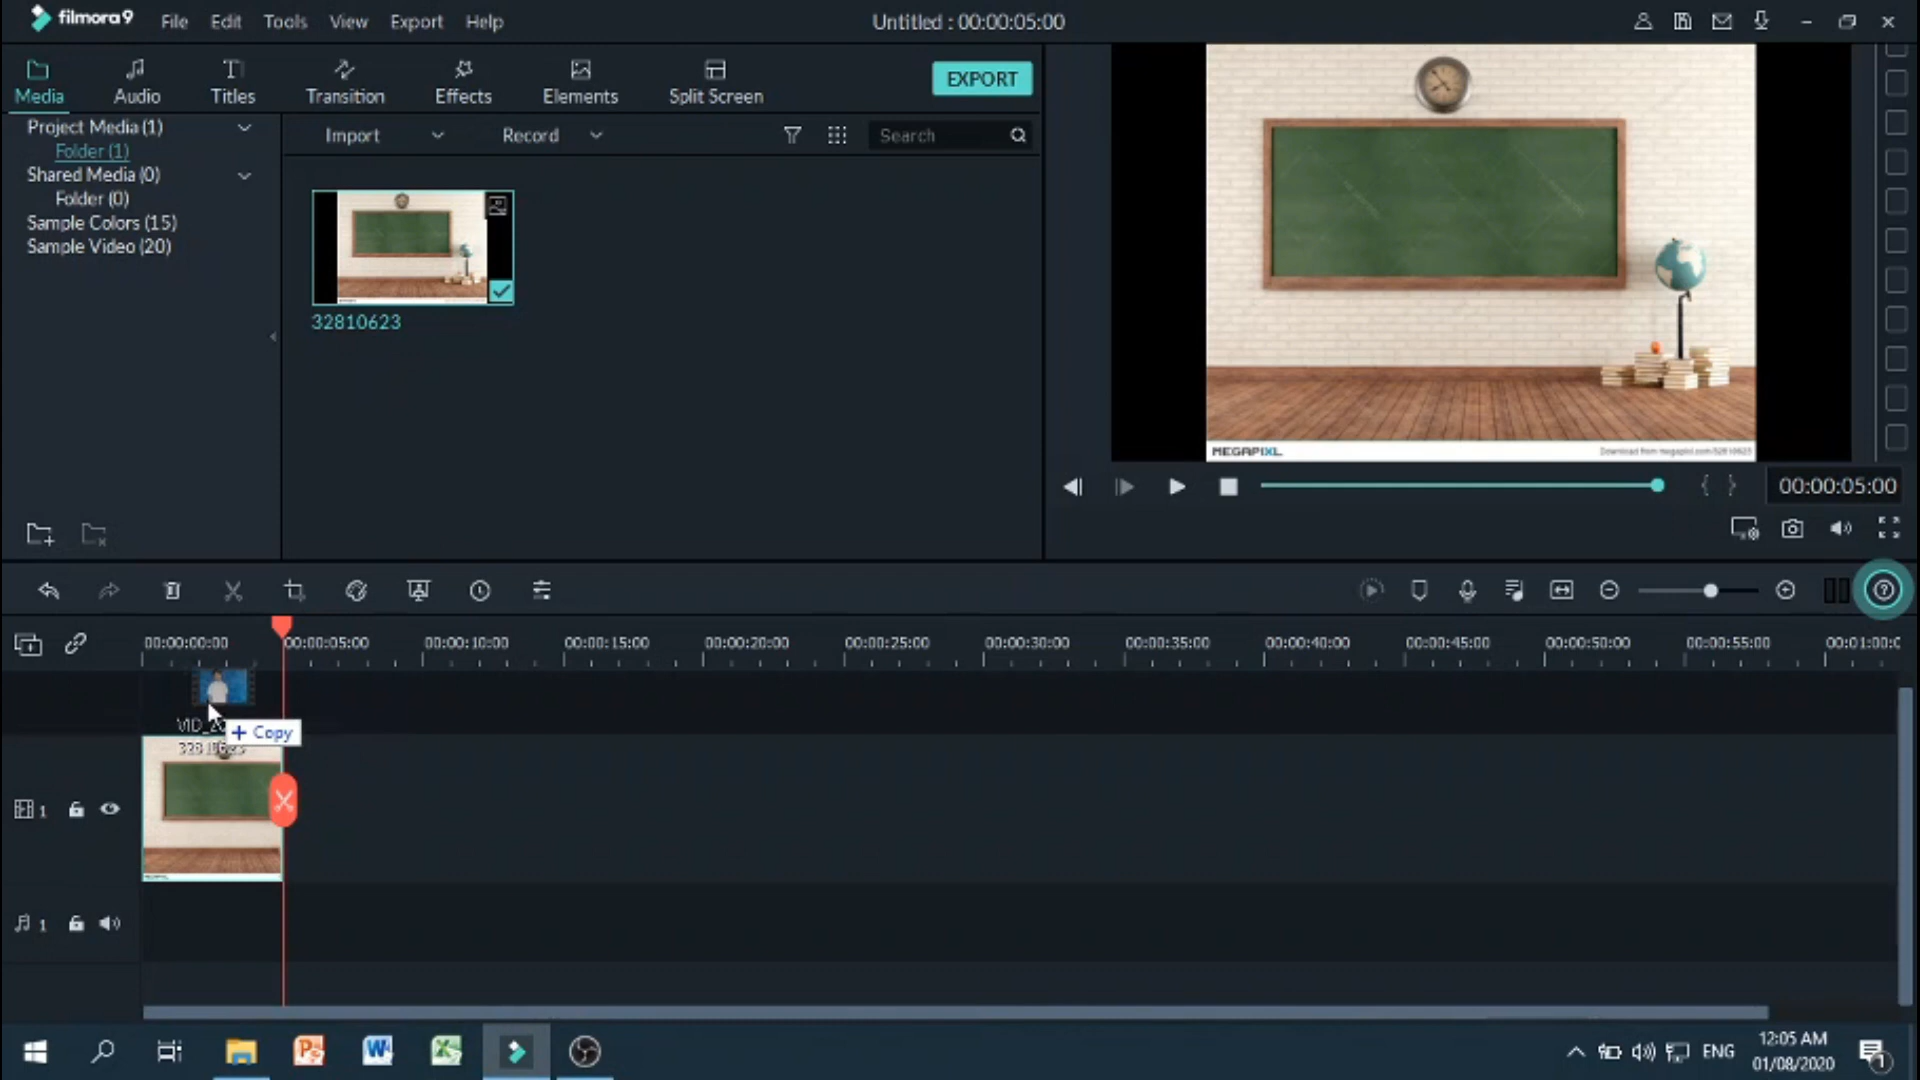 filmora9 File Edit Tools View Export Help Untitled : 00:00:05:00
Media Audio Titles Transition Effects Elements Split Screen EXPORT
Project Media (1)
Folder (1)
Shared Media (0)
Folder (0)
Sample Colors (15)
Sample Video (20)
Import Record Search
32810623
MEGAPIXL
Download from megapixl.com/32810623
00:00:05:00
00:00:00:00 00:00:05:00 00:00:10:00 00:00:15:00 00:00:20:00 00:00:25:00 00:00:30:00 00:00:35:00 00:00:40:00 00:00:45:00 00:00:50:00 00:00:55:00 00:01:00:0
+ Copy
32810623
1
1
ENG
12:05 AM
01/08/2020
1